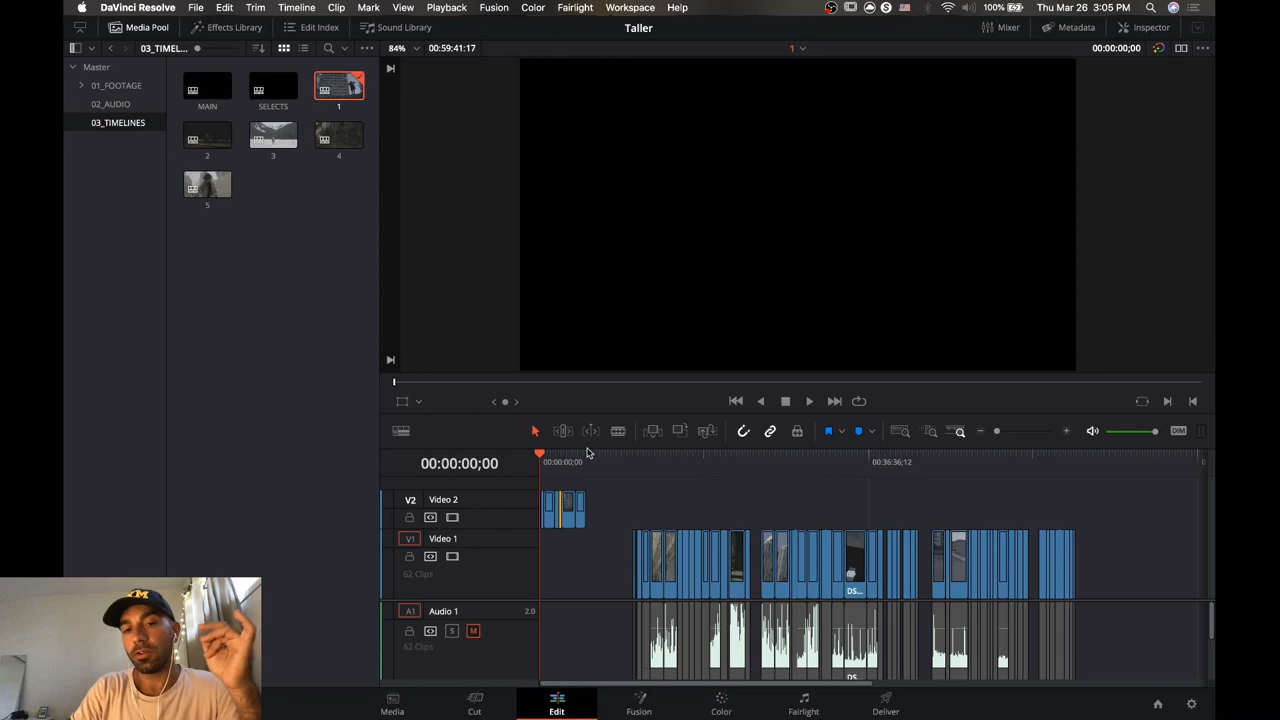 DaVinci Resolve File Edit Trim Timeline Clip Mark View Playback Fusion Color Fairlight Workspace Help 100% Thu Mar 26 3:05 PM
Media Pool Effects Library Edit Index Sound Library Taller Mixer Metadata Inspector
03_TIMEL... 84% 00:59:41:17 1 00:00:00;00
Master
01_FOOTAGE
02_AUDIO
03_TIMELINES
MAIN SELECTS 1
2 3 4
5
00:00:00;00 00:00:00;00 00:36:36;12
DIM
V2 Video 2
V1 Video 1
62 Clips
DS...
A1 Audio 1 2.0
S M
62 Clips
DS...
Media Cut Edit Fusion Color Fairlight Deliver